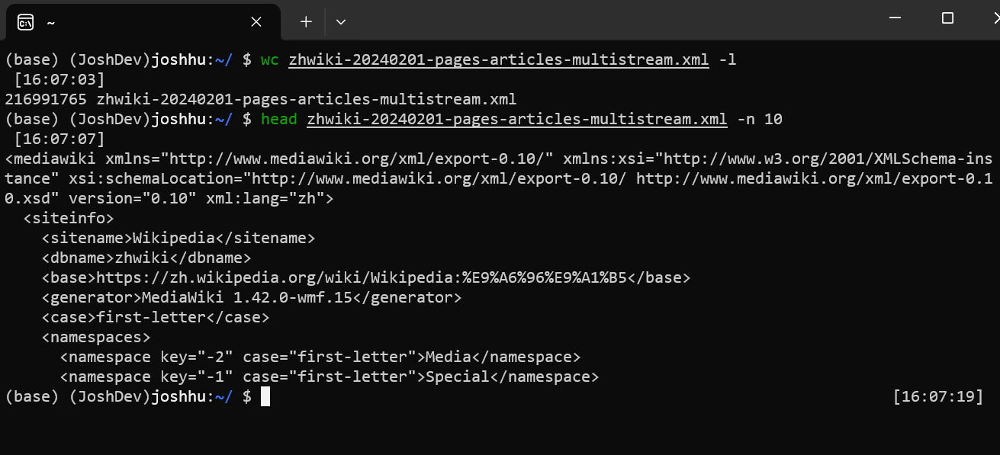 ~
(base) (JoshDev)joshhu:~/ $ wc zhwiki-20240201-pages-articles-multistream.xml -l
[16:07:03]
216991765 zhwiki-20240201-pages-articles-multistream.xml
(base) (JoshDev)joshhu:~/ $ head zhwiki-20240201-pages-articles-multistream.xml -n 10
[16:07:07]
<mediawiki xmlns="http://www.mediawiki.org/xml/export-0.10/" xmlns:xsi="http://www.w3.org/2001/XMLSchema-ins
tance" xsi:schemaLocation="http://www.mediawiki.org/xml/export-0.10/ http://www.mediawiki.org/xml/export-0.1
0.xsd" version="0.10" xml:lang="zh">
  <siteinfo>
    <sitename>Wikipedia</sitename>
    <dbname>zhwiki</dbname>
    <base>https://zh.wikipedia.org/wiki/Wikipedia:%E9%A6%96%E9%A1%B5</base>
    <generator>MediaWiki 1.42.0-wmf.15</generator>
    <case>first-letter</case>
    <namespaces>
      <namespace key="-2" case="first-letter">Media</namespace>
      <namespace key="-1" case="first-letter">Special</namespace>
(base) (JoshDev)joshhu:~/ $ [16:07:19]